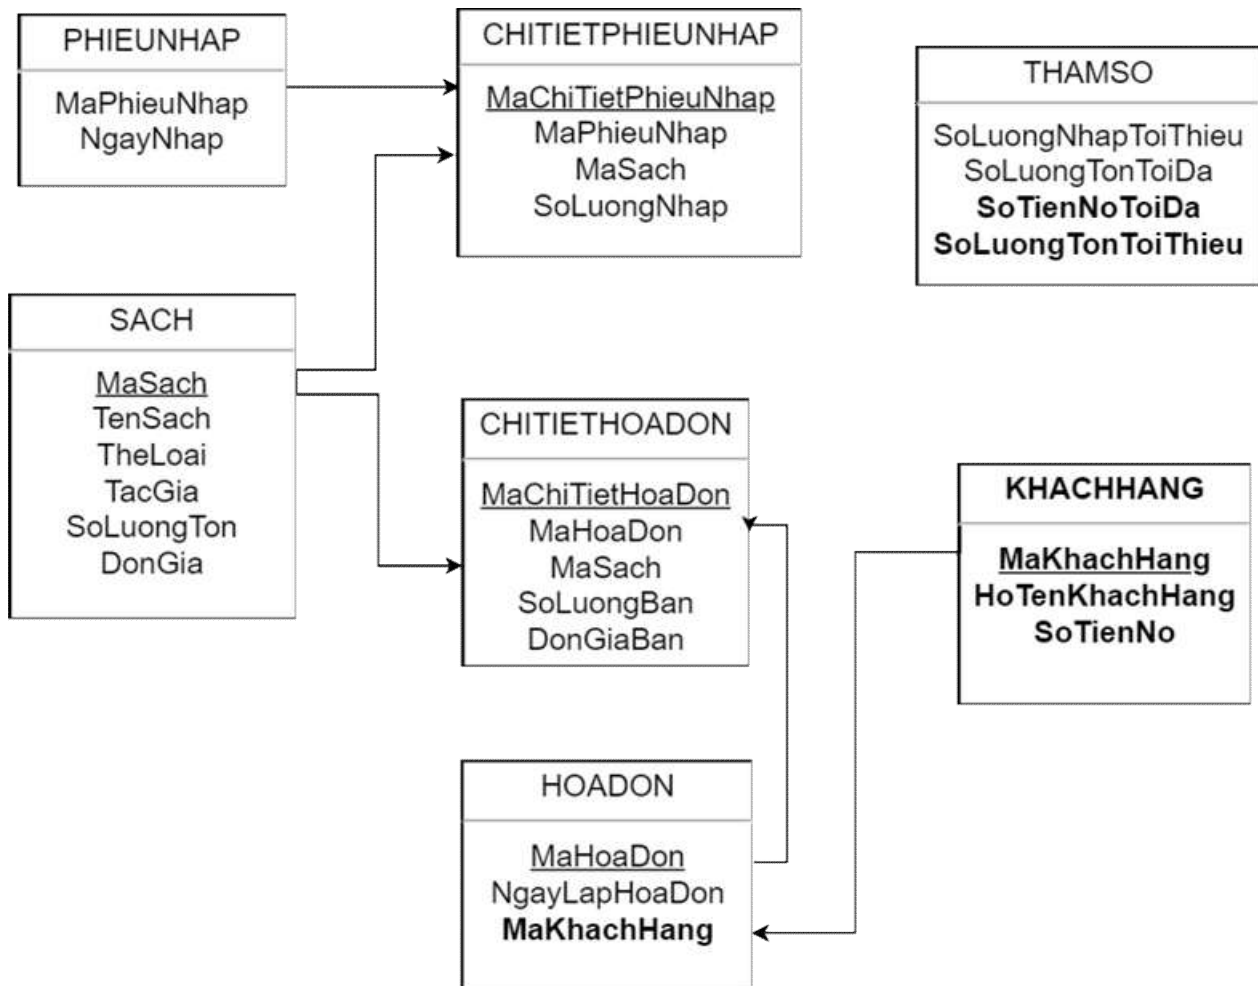 PHIEUNHAP
MaPhieuNhap
NgayNhap
CHITIETPHIEUNHAP
MaChiTietPhieuNhap
MaPhieuNhap
MaSach
SoLuongNhap
THAMSO
SoLuongNhapToiThieu
SoLuongTonToiDa
SoTienNoToiDa
SoLuongTonToiThieu
SACH
MaSach
TenSach
TheLoai
TacGia
SoLuongTon
DonGia
CHITIETHOADON
MaChiTietHoaDon
MaHoaDon
MaSach
SoLuongBan
DonGiaBan
KHACHHANG
MaKhachHang
HoTenKhachHang
SoTienNo
HOADON
MaHoaDon
NgayLapHoaDon
MaKhachHang